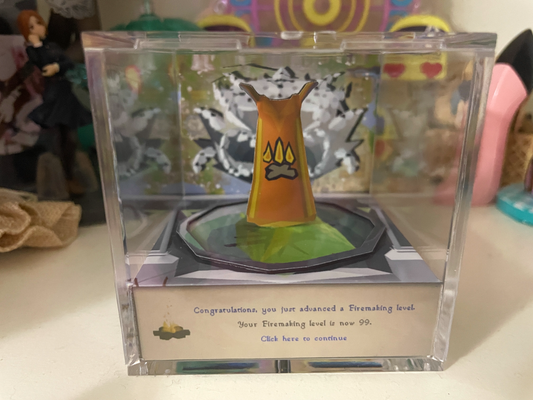 Congratulations, you just advanced a Firemaking level.
Your Firemaking level is now 99.
Click here to continue